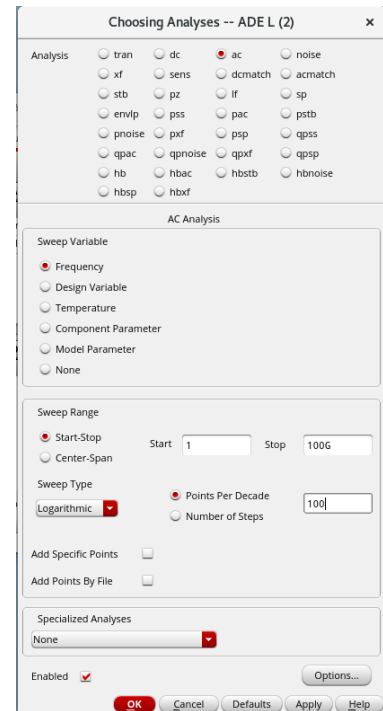 Choosing Analyses -- ADE L (2) ×
Analysis tran dc ac noise
xf sens dcmatch acmatch
stb pz lf sp
envlp pss pac pstb
pnoise pxf psp qpss
qpac qpnoise qpxf qpsp
hb hbac hbstb hbnoise
hbsp hbxf
AC Analysis
Sweep Variable
Frequency
Design Variable
Temperature
Component Parameter
Model Parameter
None
Sweep Range
Start-Stop Start 1 Stop 100G
Center-Span
Sweep Type
Logarithmic Points Per Decade 100
Number of Steps
Add Specific Points
Add Points By File
Specialized Analyses
None
Enabled Options...
OK Cancel Defaults Apply Help